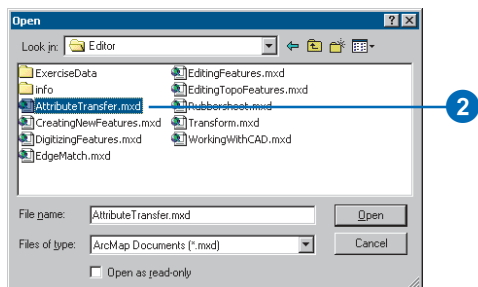 Open
Look in: Editor
ExerciseData
info
AttributeTransfer.mxd
CreatingNewFeatures.mxd
DigitizingFeatures.mxd
EdgeMatch.mxd
EditingFeatures.mxd
EditingTopoFeatures.mxd
Rubbersheet.mxd
Transform.mxd
WorkingWithCAD.mxd
2
File name: AttributeTransfer.mxd Open
Files of type: ArcMap Documents (*.mxd) Cancel
Open as read-only